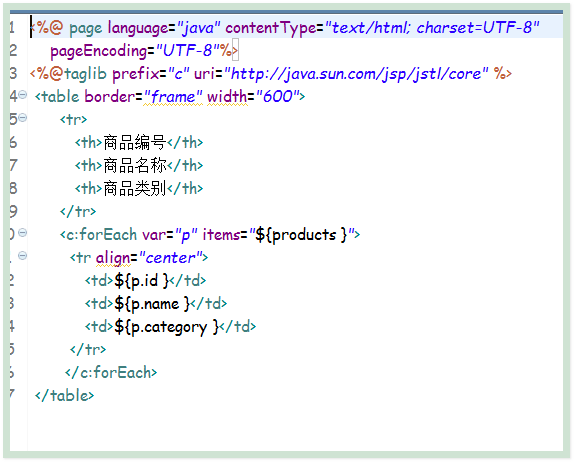 1 <%@ page language="java" contentType="text/html; charset=UTF-8"
2 pageEncoding="UTF-8"%>
3 <%@taglib prefix="c" uri="http://java.sun.com/jsp/jstl/core" %>
4 <table border="frame" width="600">
5 <tr>
6 <th>商品编号</th>
7 <th>商品名称</th>
8 <th>商品类别</th>
9 </tr>
0 <c:forEach var="p" items="${products }">
1 <tr align="center">
2 <td>${p.id }</td>
3 <td>${p.name }</td>
4 <td>${p.category }</td>
5 </tr>
6 </c:forEach>
7 </table>